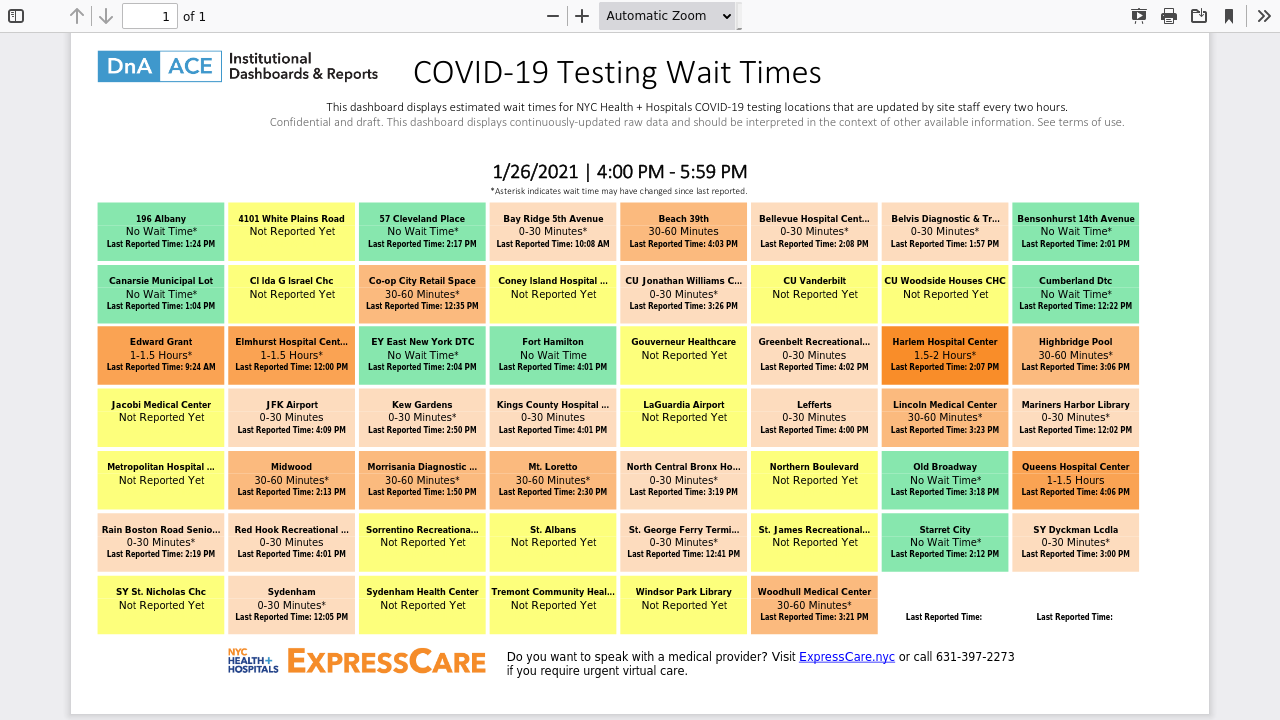 1 of 1 Automatic Zoom
DnA ACE Institutional
Dashboards & Reports
COVID-19 Testing Wait Times
This dashboard displays estimated wait times for NYC Health + Hospitals COVID-19 testing locations that are updated by site staff every two hours.
Confidential and draft. This dashboard displays continuously-updated raw data and should be interpreted in the context of other available information. See terms of use.
1/26/2021 | 4:00 PM - 5:59 PM
*Asterisk indicates wait time may have changed since last reported.
196 Albany
No Wait Time*
Last Reported Time: 1:24 PM
4101 White Plains Road
Not Reported Yet
57 Cleveland Place
No Wait Time*
Last Reported Time: 2:17 PM
Bay Ridge 5th Avenue
0-30 Minutes*
Last Reported Time: 10:08 AM
Beach 39th
30-60 Minutes
Last Reported Time: 4:03 PM
Bellevue Hospital Cent...
0-30 Minutes*
Last Reported Time: 2:08 PM
Belvis Diagnostic & Tr...
0-30 Minutes*
Last Reported Time: 1:57 PM
Bensonhurst 14th Avenue
No Wait Time*
Last Reported Time: 2:01 PM
Canarsie Municipal Lot
No Wait Time*
Last Reported Time: 1:04 PM
CI Ida G Israel Chc
Not Reported Yet
Co-op City Retail Space
30-60 Minutes*
Last Reported Time: 12:35 PM
Coney Island Hospital ...
Not Reported Yet
CU Jonathan Williams C...
0-30 Minutes*
Last Reported Time: 3:26 PM
CU Vanderbilt
Not Reported Yet
CU Woodside Houses CHC
Not Reported Yet
Cumberland Dtc
No Wait Time*
Last Reported Time: 12:22 PM
Edward Grant
1-1.5 Hours*
Last Reported Time: 9:24 AM
Elmhurst Hospital Cent...
1-1.5 Hours*
Last Reported Time: 12:00 PM
EY East New York DTC
No Wait Time*
Last Reported Time: 2:04 PM
Fort Hamilton
No Wait Time
Last Reported Time: 4:01 PM
Gouverneur Healthcare
Not Reported Yet
Greenbelt Recreational...
0-30 Minutes
Last Reported Time: 4:02 PM
Harlem Hospital Center
1.5-2 Hours*
Last Reported Time: 2:07 PM
Highbridge Pool
30-60 Minutes*
Last Reported Time: 3:06 PM
Jacobi Medical Center
Not Reported Yet
JFK Airport
0-30 Minutes
Last Reported Time: 4:09 PM
Kew Gardens
0-30 Minutes*
Last Reported Time: 2:50 PM
Kings County Hospital ...
0-30 Minutes
Last Reported Time: 4:01 PM
LaGuardia Airport
Not Reported Yet
Lefferts
0-30 Minutes
Last Reported Time: 4:00 PM
Lincoln Medical Center
30-60 Minutes*
Last Reported Time: 3:23 PM
Mariners Harbor Library
0-30 Minutes*
Last Reported Time: 12:02 PM
Metropolitan Hospital ...
Not Reported Yet
Midwood
30-60 Minutes*
Last Reported Time: 2:13 PM
Morrisania Diagnostic ...
30-60 Minutes*
Last Reported Time: 1:50 PM
Mt. Loretto
30-60 Minutes*
Last Reported Time: 2:30 PM
North Central Bronx Ho...
0-30 Minutes*
Last Reported Time: 3:19 PM
Northern Boulevard
Not Reported Yet
Old Broadway
No Wait Time*
Last Reported Time: 3:18 PM
Queens Hospital Center
1-1.5 Hours
Last Reported Time: 4:06 PM
Rain Boston Road Senio...
0-30 Minutes*
Last Reported Time: 2:19 PM
Red Hook Recreational ...
0-30 Minutes
Last Reported Time: 4:01 PM
Sorrentino Recreationa...
Not Reported Yet
St. Albans
Not Reported Yet
St. George Ferry Termi...
0-30 Minutes*
Last Reported Time: 12:41 PM
St. James Recreational...
Not Reported Yet
Starret City
No Wait Time*
Last Reported Time: 2:12 PM
SY Dyckman Lcdla
0-30 Minutes*
Last Reported Time: 3:00 PM
SY St. Nicholas Chc
Not Reported Yet
Sydenham
0-30 Minutes*
Last Reported Time: 12:05 PM
Sydenham Health Center
Not Reported Yet
Tremont Community Heal...
Not Reported Yet
Windsor Park Library
Not Reported Yet
Woodhull Medical Center
30-60 Minutes*
Last Reported Time: 3:21 PM
Last Reported Time:
Last Reported Time:
NYC
HEALTH+
HOSPITALS
EXPRESSCARE
Do you want to speak with a medical provider? Visit ExpressCare.nyc or call 631-397-2273
if you require urgent virtual care.